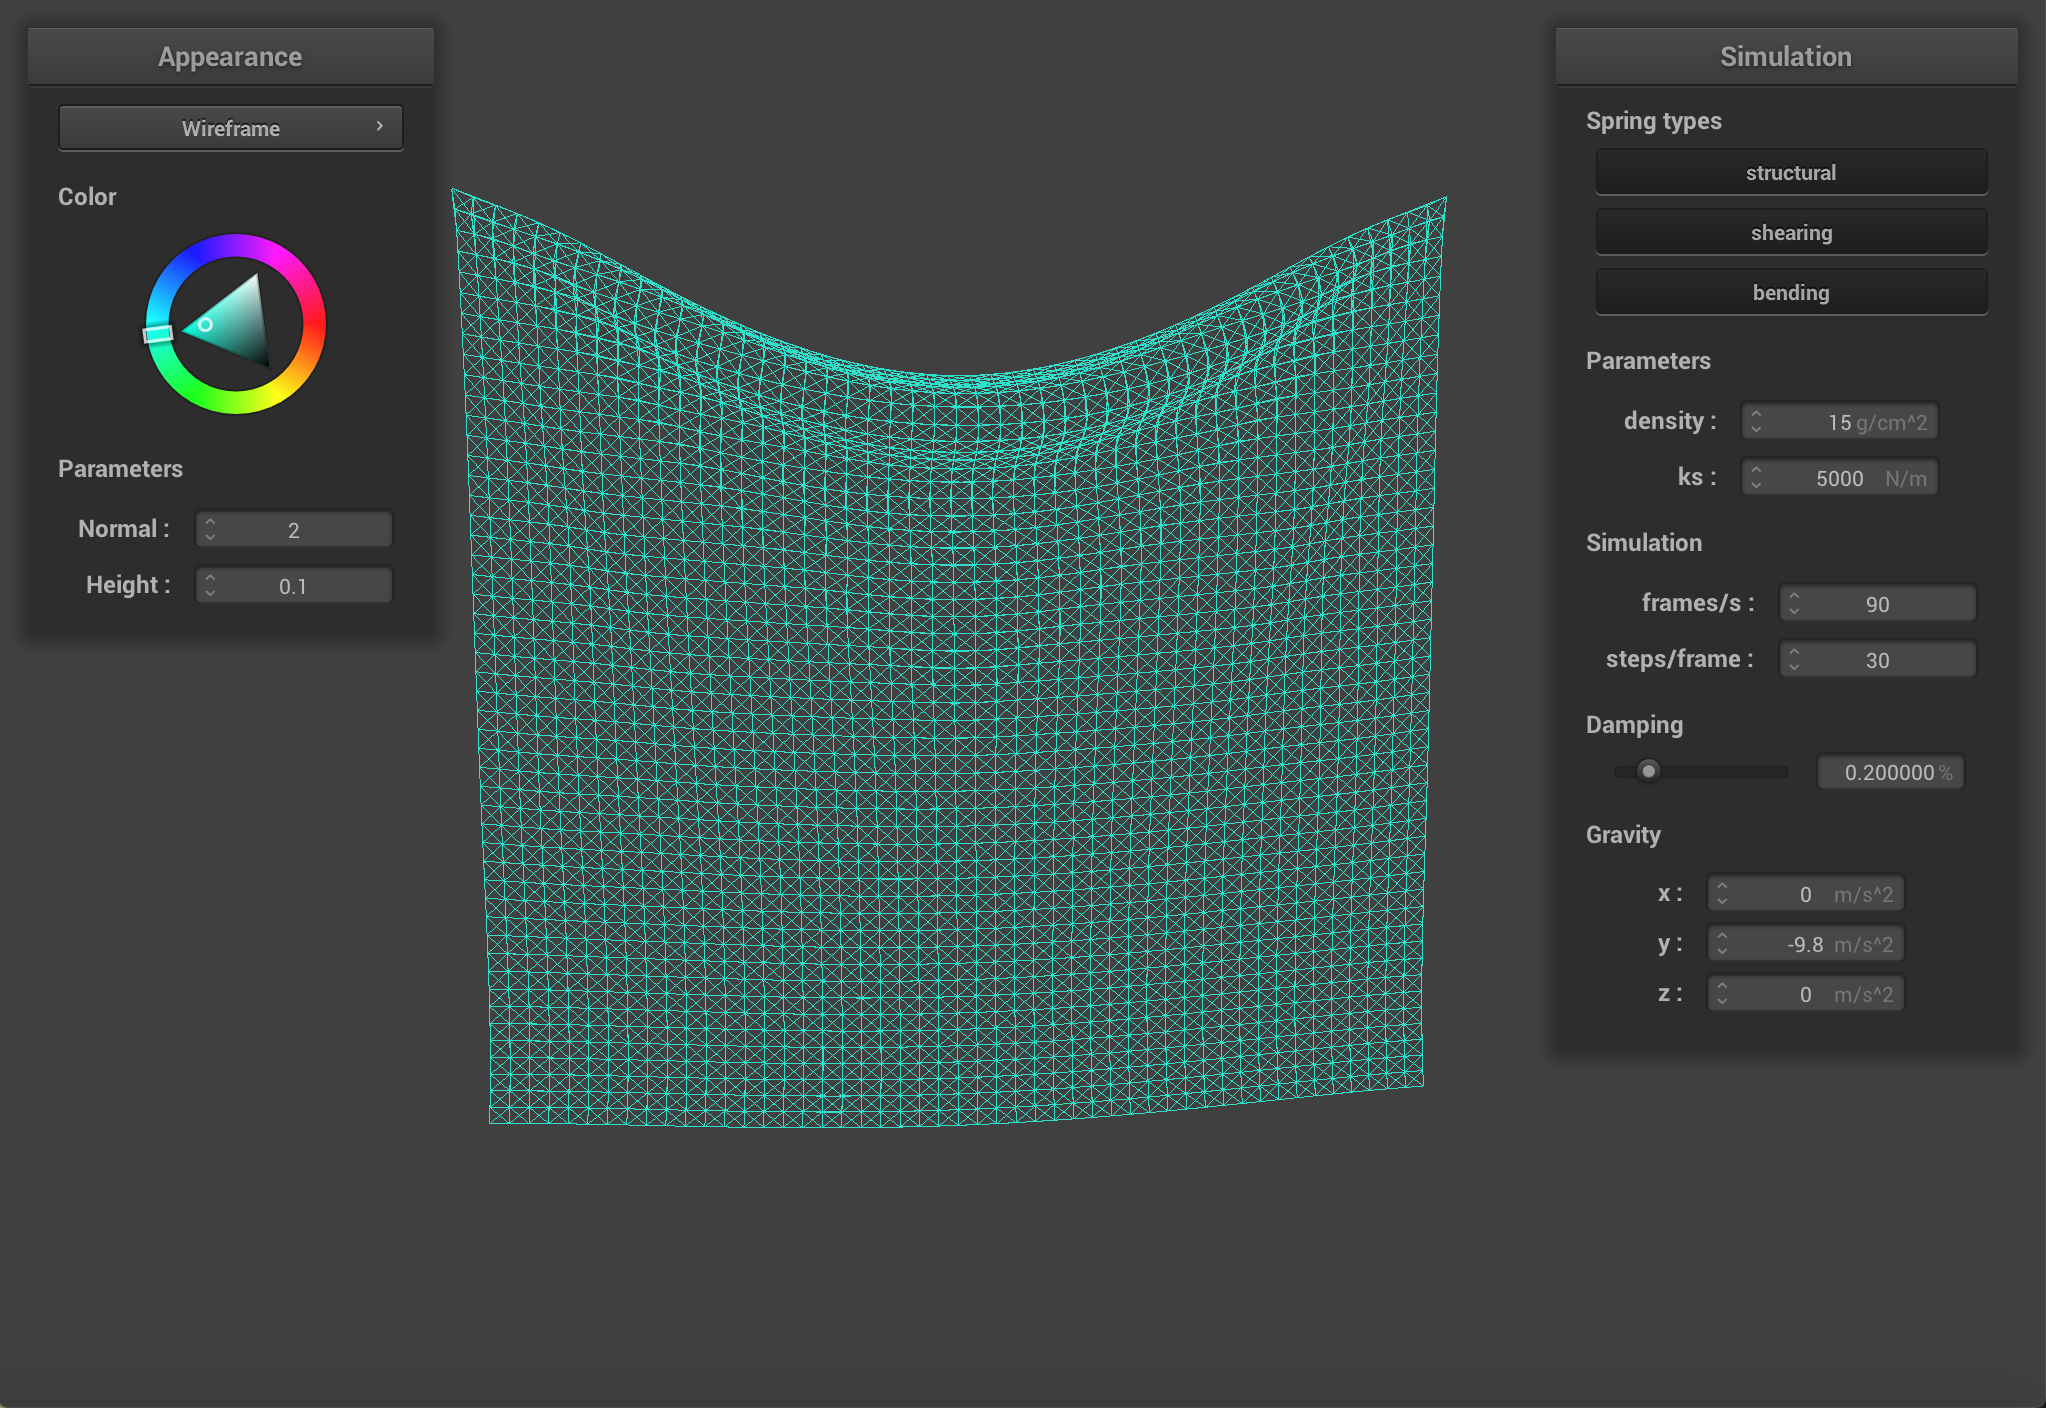 Appearance
Wireframe
Color
Parameters
Normal : 2
Height : 0.1
Simulation
Spring types
structural
shearing
bending
Parameters
density : 15 g/cm^2
ks : 5000 N/m
Simulation
frames/s : 90
steps/frame : 30
Damping
0.200000 %
Gravity
x : 0 m/s^2
y : -9.8 m/s^2
z : 0 m/s^2